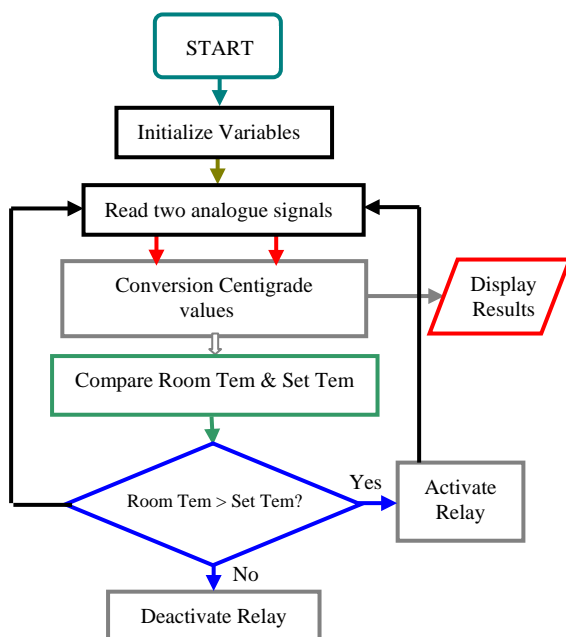 START
Initialize Variables
Read two analogue signals
Conversion Centigrade
values
Display
Results
Compare Room Tem & Set Tem
Room Tem > Set Tem?
Yes
Activate
Relay
No
Deactivate Relay